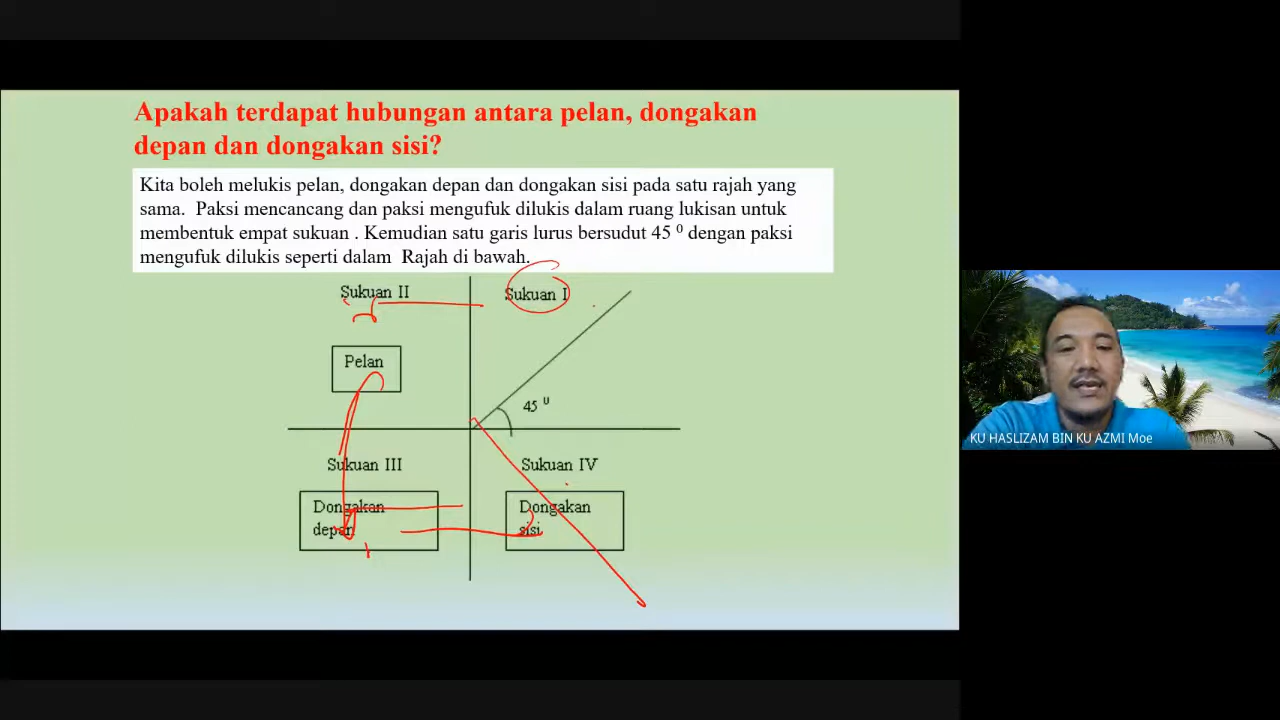 Apakah terdapat hubungan antara pelan, dongakan
depan dan dongakan sisi?
Kita boleh melukis pelan, dongakan depan dan dongakan sisi pada satu rajah yang
sama. Paksi mencancang dan paksi mengufuk dilukis dalam ruang lukisan untuk
membentuk empat sukuan . Kemudian satu garis lurus bersudut 45 ⁰ dengan paksi
mengufuk dilukis seperti dalam Rajah di bawah.
Sukuan II
Sukuan I
Pelan
45 ⁰
Sukuan III
Sukuan IV
Dongakan
depan
Dongakan
sisi
KU HASLIZAM BIN KU AZMI Moe